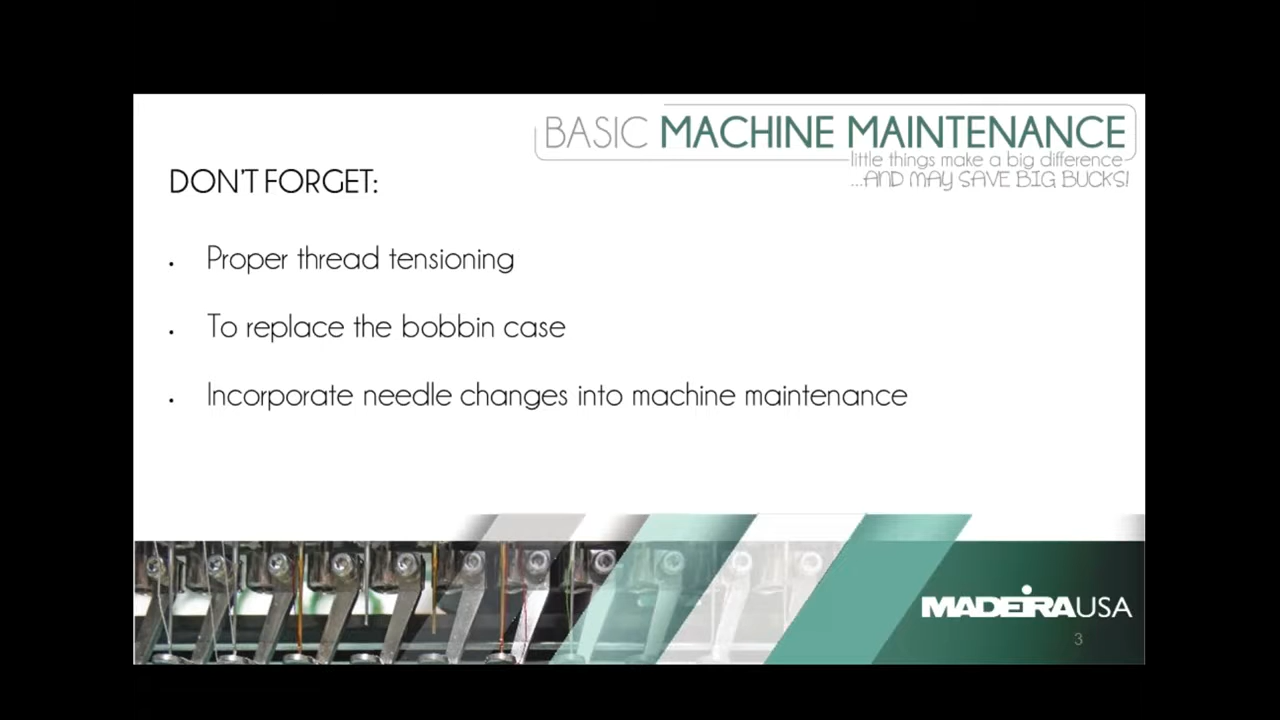 BASIC MACHINE MAINTENANCE
little things make a big difference
...AND MAY SAVE BIG BUCKS!
DON'T FORGET:
• Proper thread tensioning
• To replace the bobbin case
• Incorporate needle changes into machine maintenance
MADEIRA USA
3